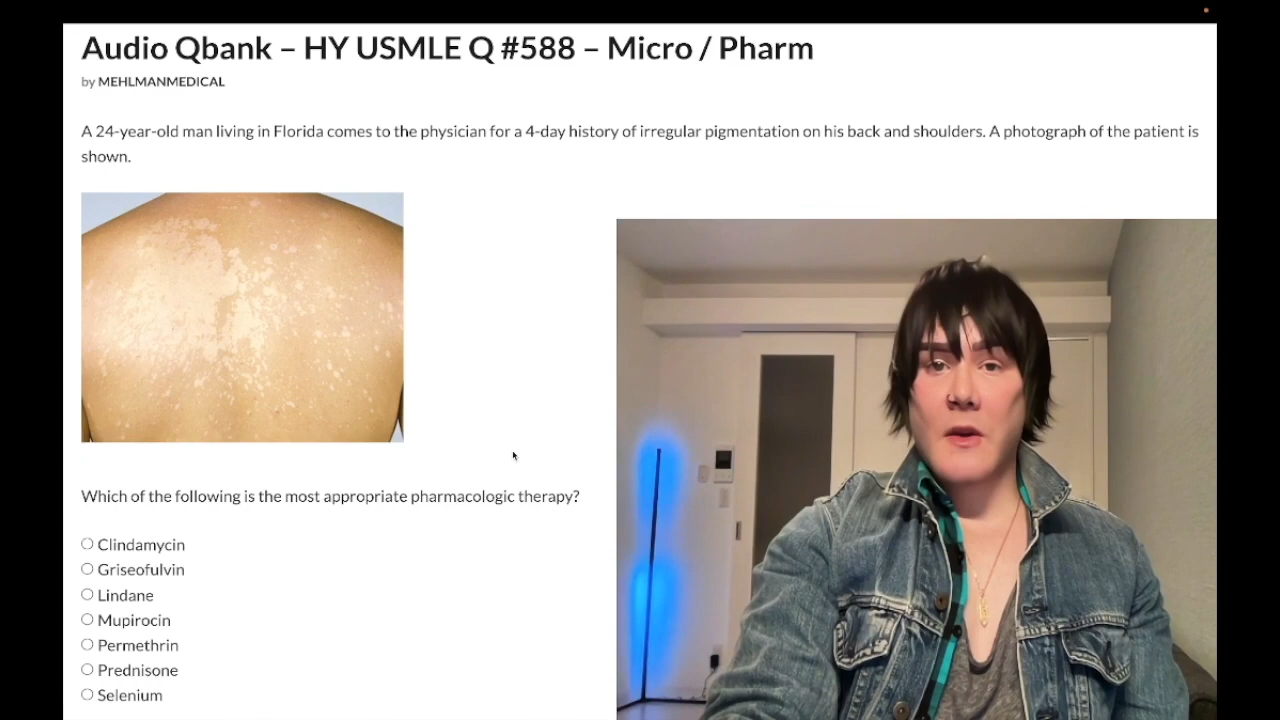 Audio Qbank – HY USMLE Q #588 – Micro / Pharm
by MEHLMANMEDICAL
A 24-year-old man living in Florida comes to the physician for a 4-day history of irregular pigmentation on his back and shoulders. A photograph of the patient is
shown.
Which of the following is the most appropriate pharmacologic therapy?
Clindamycin
Griseofulvin
Lindane
Mupirocin
Permethrin
Prednisone
Selenium